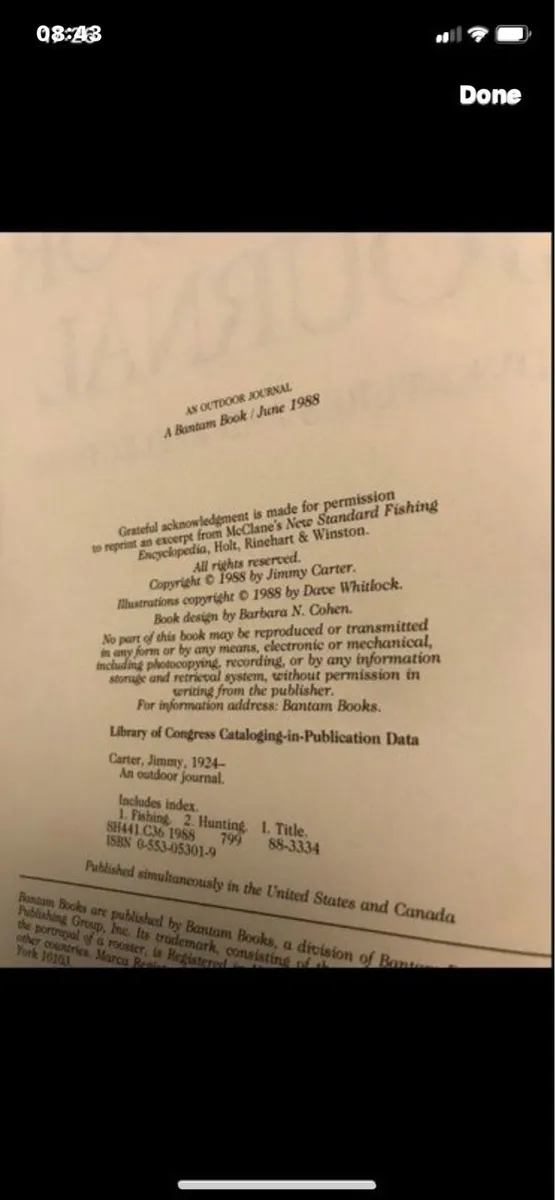 08:43
Done
AN OUTDOOR JOURNAL
A Bantam Book / June 1988
Grateful acknowledgment is made for permission
to reprint an excerpt from McClane's New Standard Fishing
Encyclopedia, Holt, Rinehart & Winston.
All rights reserved.
Copyright © 1988 by Jimmy Carter.
Illustrations copyright © 1988 by Dave Whitlock.
Book design by Barbara N. Cohen.
No part of this book may be reproduced or transmitted
in any form or by any means, electronic or mechanical,
including photocopying, recording, or by any information
storage and retrieval system, without permission in
writing from the publisher.
For information address: Bantam Books.
Library of Congress Cataloging-in-Publication Data
Carter, Jimmy, 1924–
An outdoor journal.
Includes index.
1. Fishing. 2. Hunting. I. Title.
SH441.C36 1988 799 88-3334
ISBN 0-553-05301-9
Published simultaneously in the United States and Canada
Bantam Books are published by Bantam Books, a division of
Publishing Group, Inc. Its trademark, consisting of
the portrayal of a rooster, is Registered
other countries. Marca
York 10103